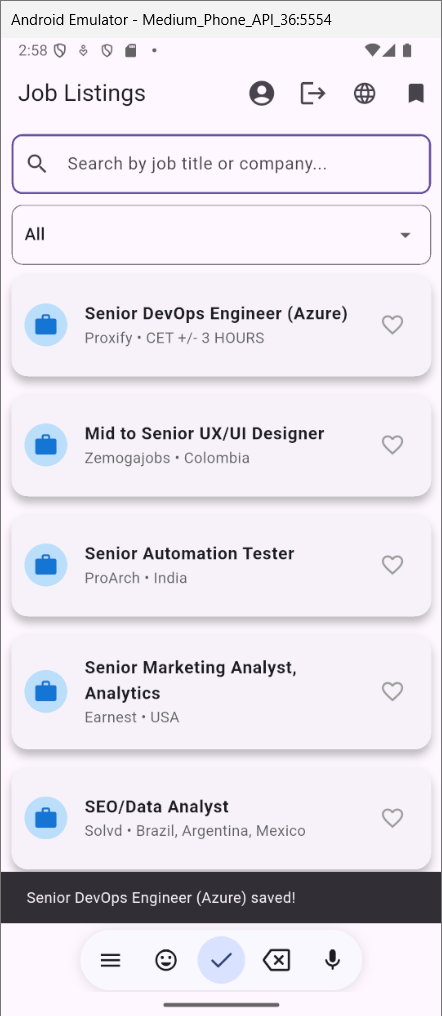 Android Emulator - Medium_Phone_API_36:5554
2:58
Job Listings
Search by job title or company...
All
Senior DevOps Engineer (Azure)
Proxify • CET +/- 3 HOURS
Mid to Senior UX/UI Designer
Zemogajobs • Colombia
Senior Automation Tester
ProArch • India
Senior Marketing Analyst,
Analytics
Earnest • USA
SEO/Data Analyst
Solvd • Brazil, Argentina, Mexico
Senior DevOps Engineer (Azure) saved!